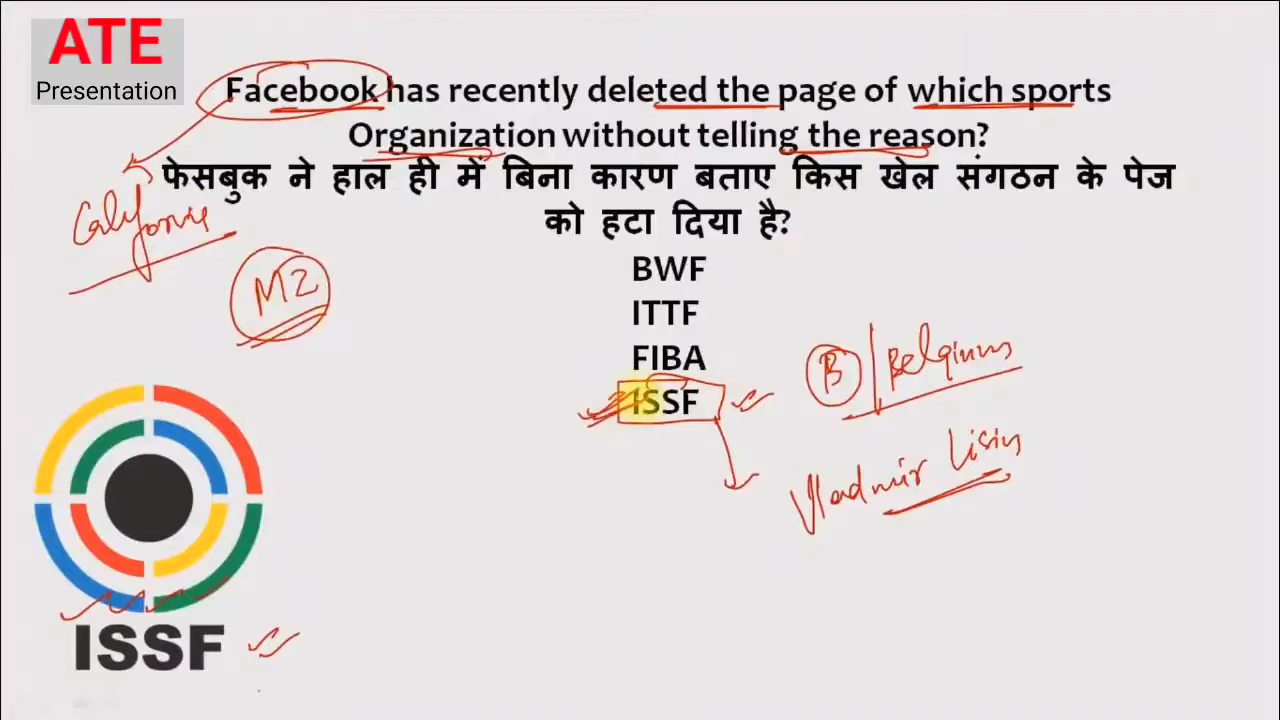 ATE
Presentation
Facebook has recently deleted the page of which sports
Organization without telling the reason?
फेसबुक ने हाल ही में बिना कारण बताए किस खेल संगठन के पेज
को हटा दिया है?
California
MZ
BWF
ITTF
FIBA
ISSF
B Belgium
Vladmir Lisin
ISSF